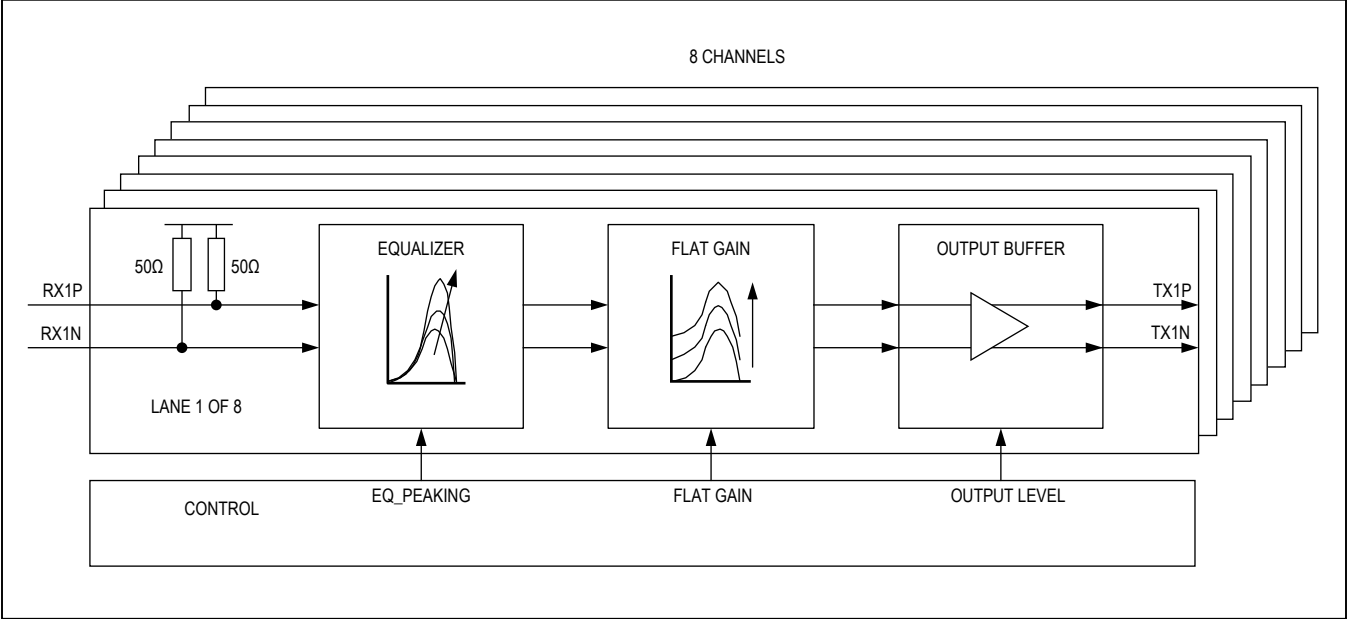 8 CHANNELS
50Ω
50Ω
EQUALIZER
FLAT GAIN
OUTPUT BUFFER
RX1P
RX1N
TX1P
TX1N
LANE 1 OF 8
CONTROL
EQ_PEAKING
FLAT GAIN
OUTPUT LEVEL